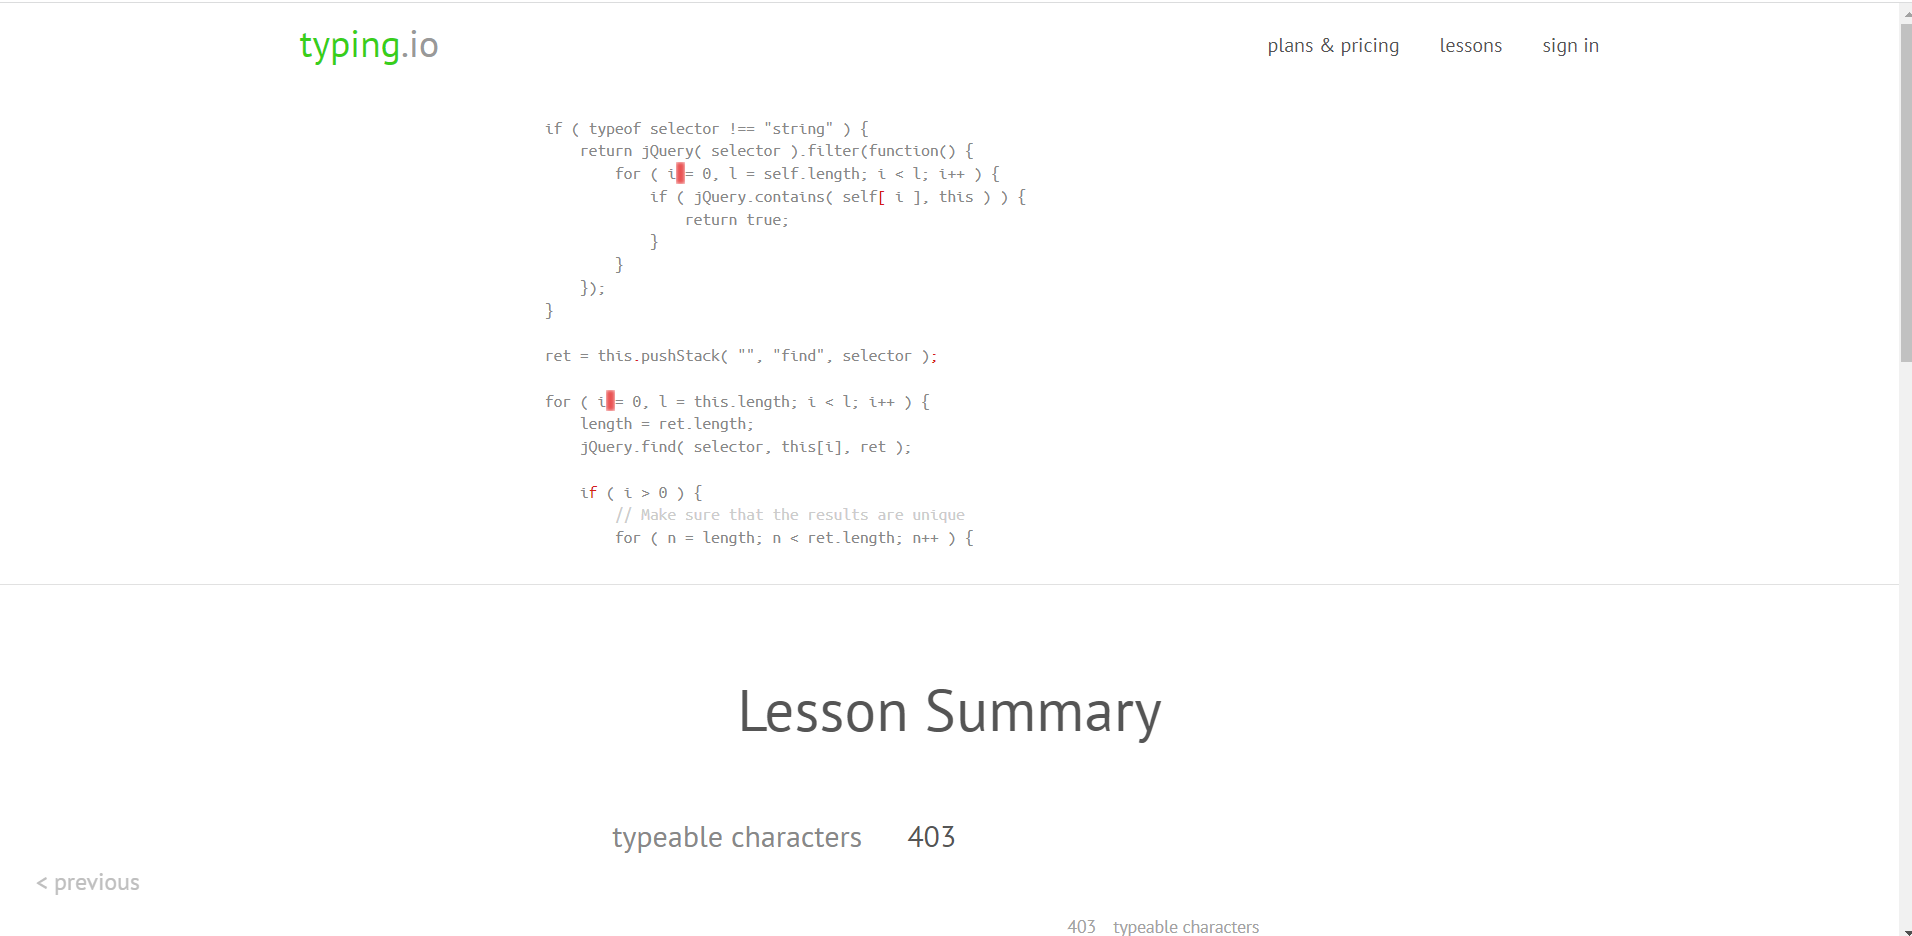 typing.io
plans & pricing
lessons
sign in
if ( typeof selector !== "string" ) {
    return jQuery( selector ).filter(function() {
        for ( i = 0, l = self.length; i < l; i++ ) {
            if ( jQuery.contains( self[ i ], this ) ) {
                return true;
            }
        }
    });
}
ret = this.pushStack( "", "find", selector );
for ( i = 0, l = this.length; i < l; i++ ) {
    length = ret.length;
    jQuery.find( selector, this[i], ret );
    if ( i > 0 ) {
        // Make sure that the results are unique
        for ( n = length; n < ret.length; n++ ) {
Lesson Summary
typeable characters 403
< previous
403 typeable characters